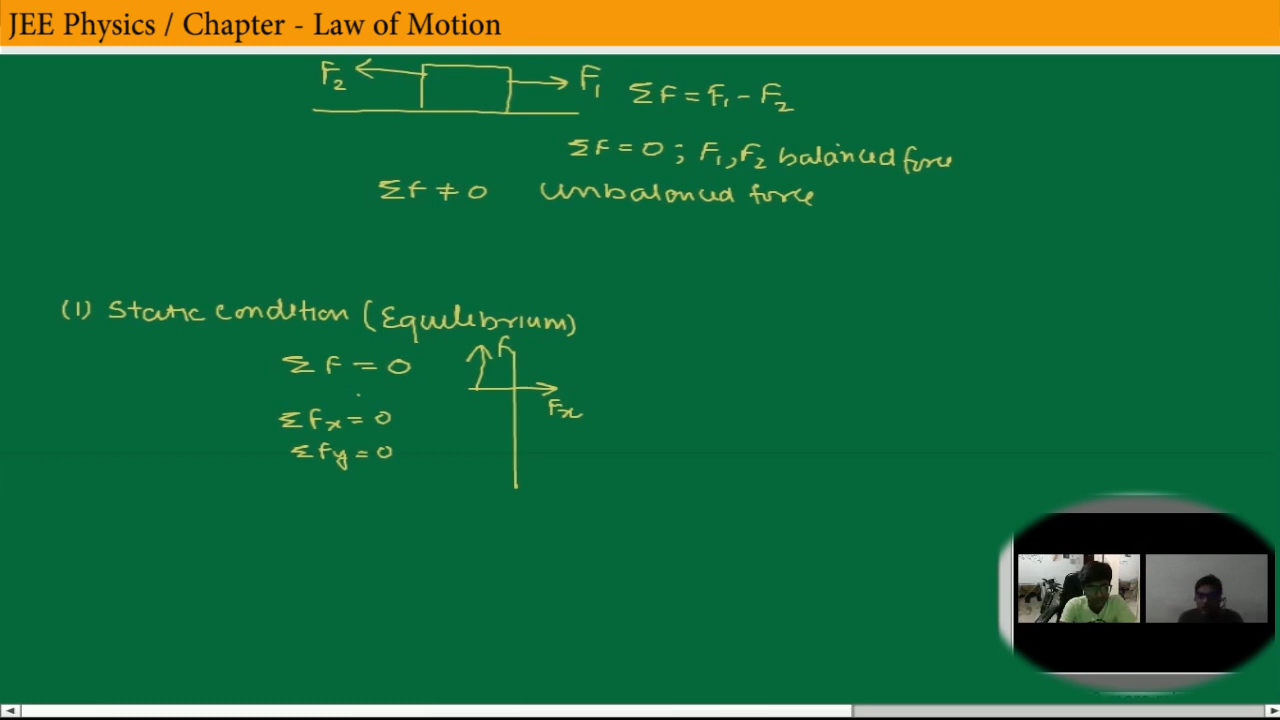 JEE Physics / Chapter - Law of Motion
F₂ F₁ ΣF = F₁ - F₂
ΣF = 0 ; F₁, F₂ balanced force
ΣF ≠ 0 unbalanced force
(1) Static condition (Equilibrium)
ΣF = 0 F
Fx
ΣFx = 0
ΣFy = 0